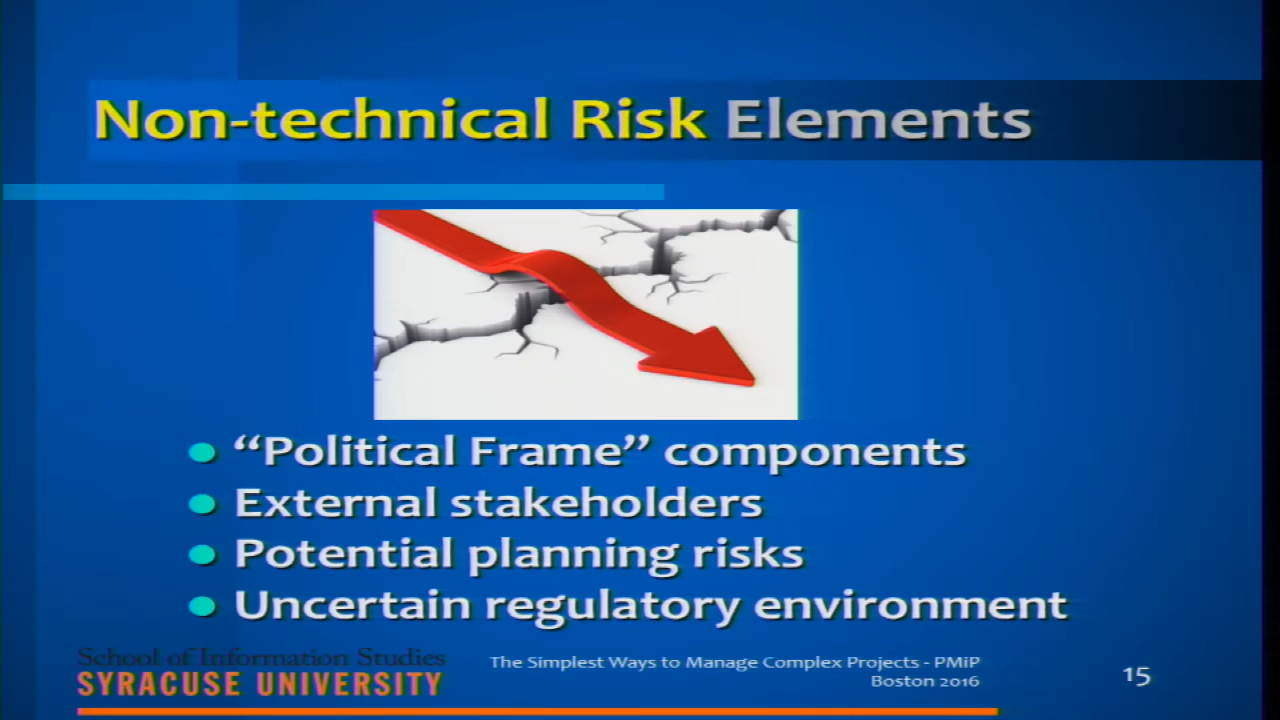 Non-technical Risk Elements
“Political Frame” components
External stakeholders
Potential planning risks
Uncertain regulatory environment
School of Information Studies
SYRACUSE UNIVERSITY
The Simplest Ways to Manage Complex Projects - PMiP
Boston 2016
15